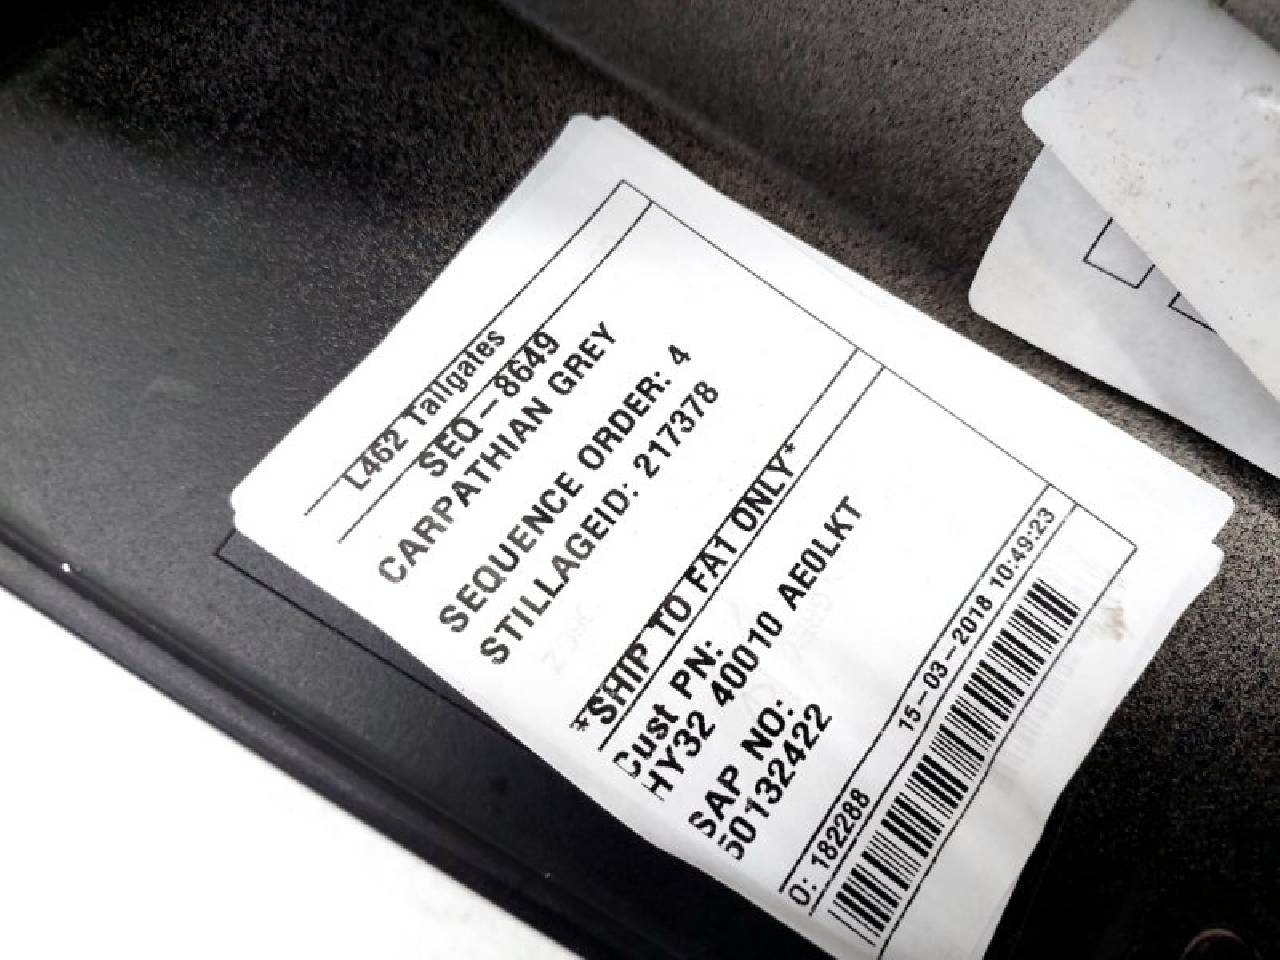 L462 Tailgates
SEQ-8649
CARPATHIAN GREY
SEQUENCE ORDER: 4
STILLAGEID: 217378
*SHIP TO FA1 ONLY*
Cust PN:
HY32 40010 AE0LKT
SAP NO:
50132422
O: 182288 15-03-2018 10:49:23